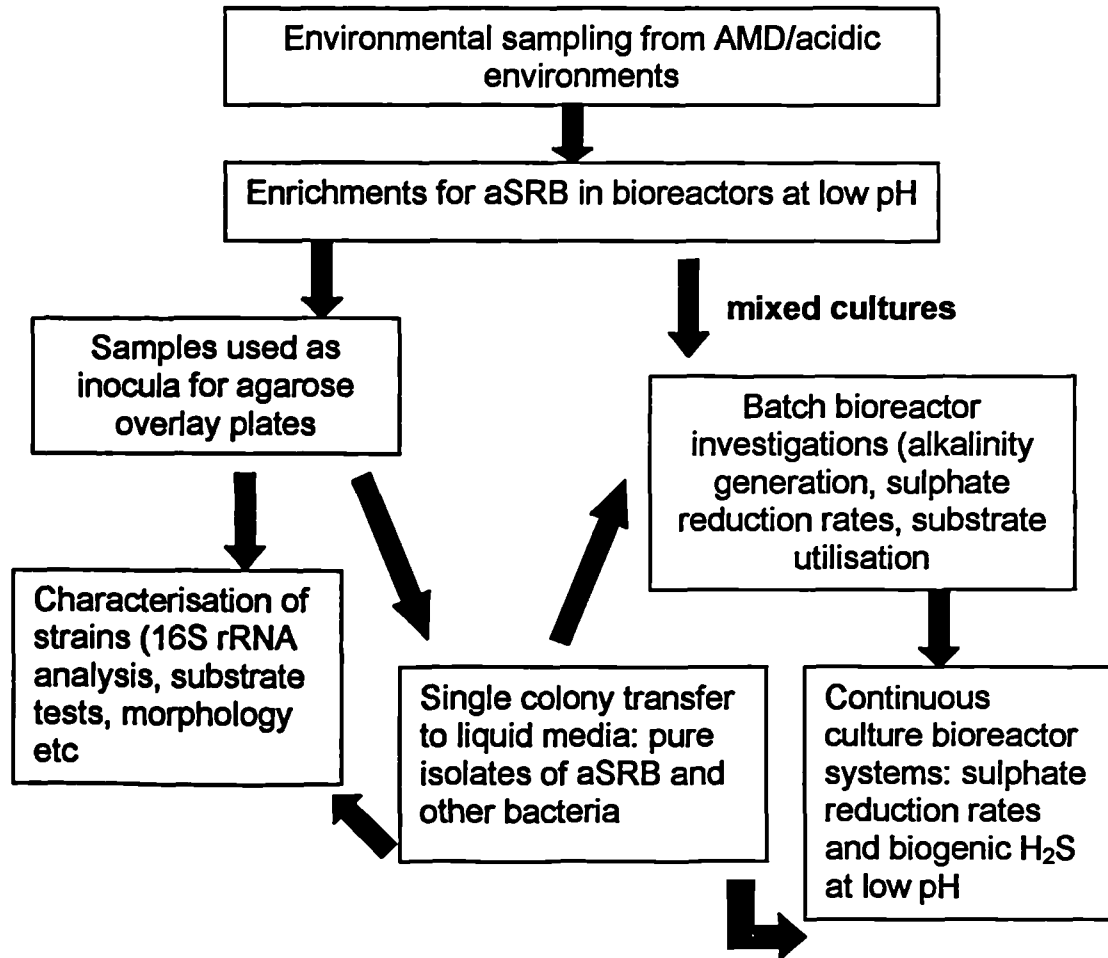 Environmental sampling from AMD/acidic
environments
Enrichments for aSRB in bioreactors at low pH
mixed cultures
Samples used as
inocula for agarose
overlay plates
Batch bioreactor
investigations (alkalinity
generation, sulphate
reduction rates, substrate
utilisation
Characterisation of
strains (16S rRNA
analysis, substrate
tests, morphology
etc
Single colony transfer
to liquid media: pure
isolates of aSRB and
other bacteria
Continuous
culture bioreactor
systems: sulphate
reduction rates
and biogenic H₂S
at low pH